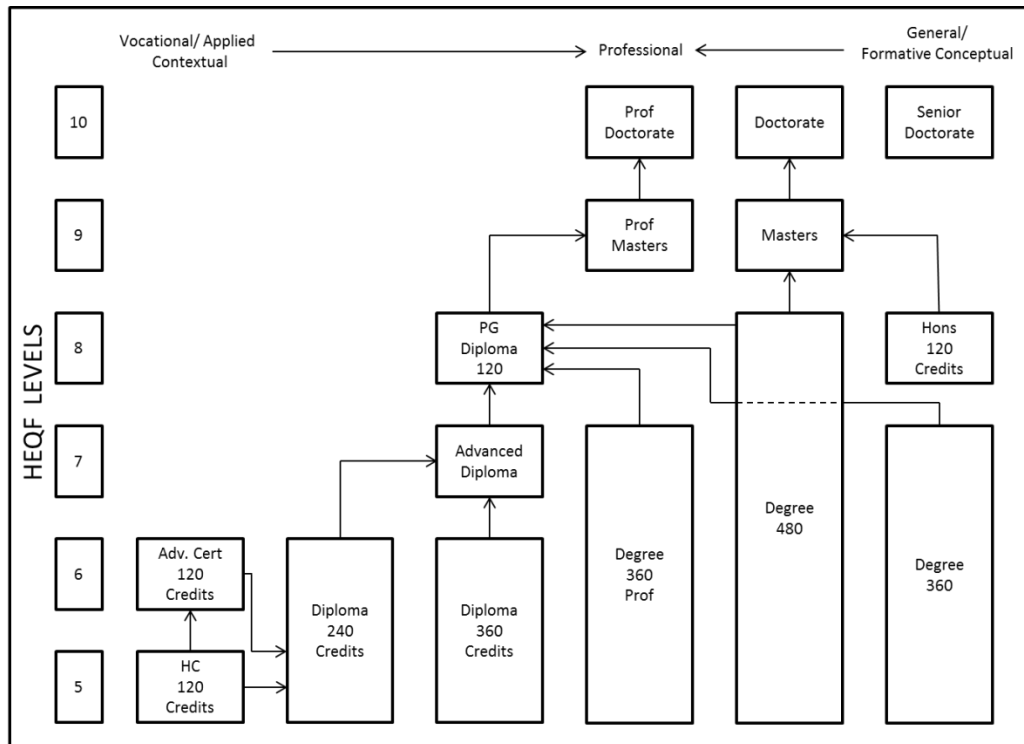 Vocational/ Applied
Contextual
Professional
General/
Formative Conceptual
HEQF LEVELS
10
Prof
Doctorate
Doctorate
Senior
Doctorate
9
Prof
Masters
Masters
8
PG
Diploma
120
Hons
120
Credits
7
Advanced
Diploma
Degree
480
6
Adv. Cert
120
Credits
Diploma
240
Credits
Diploma
360
Credits
Degree
360
Prof
Degree
360
5
HC
120
Credits